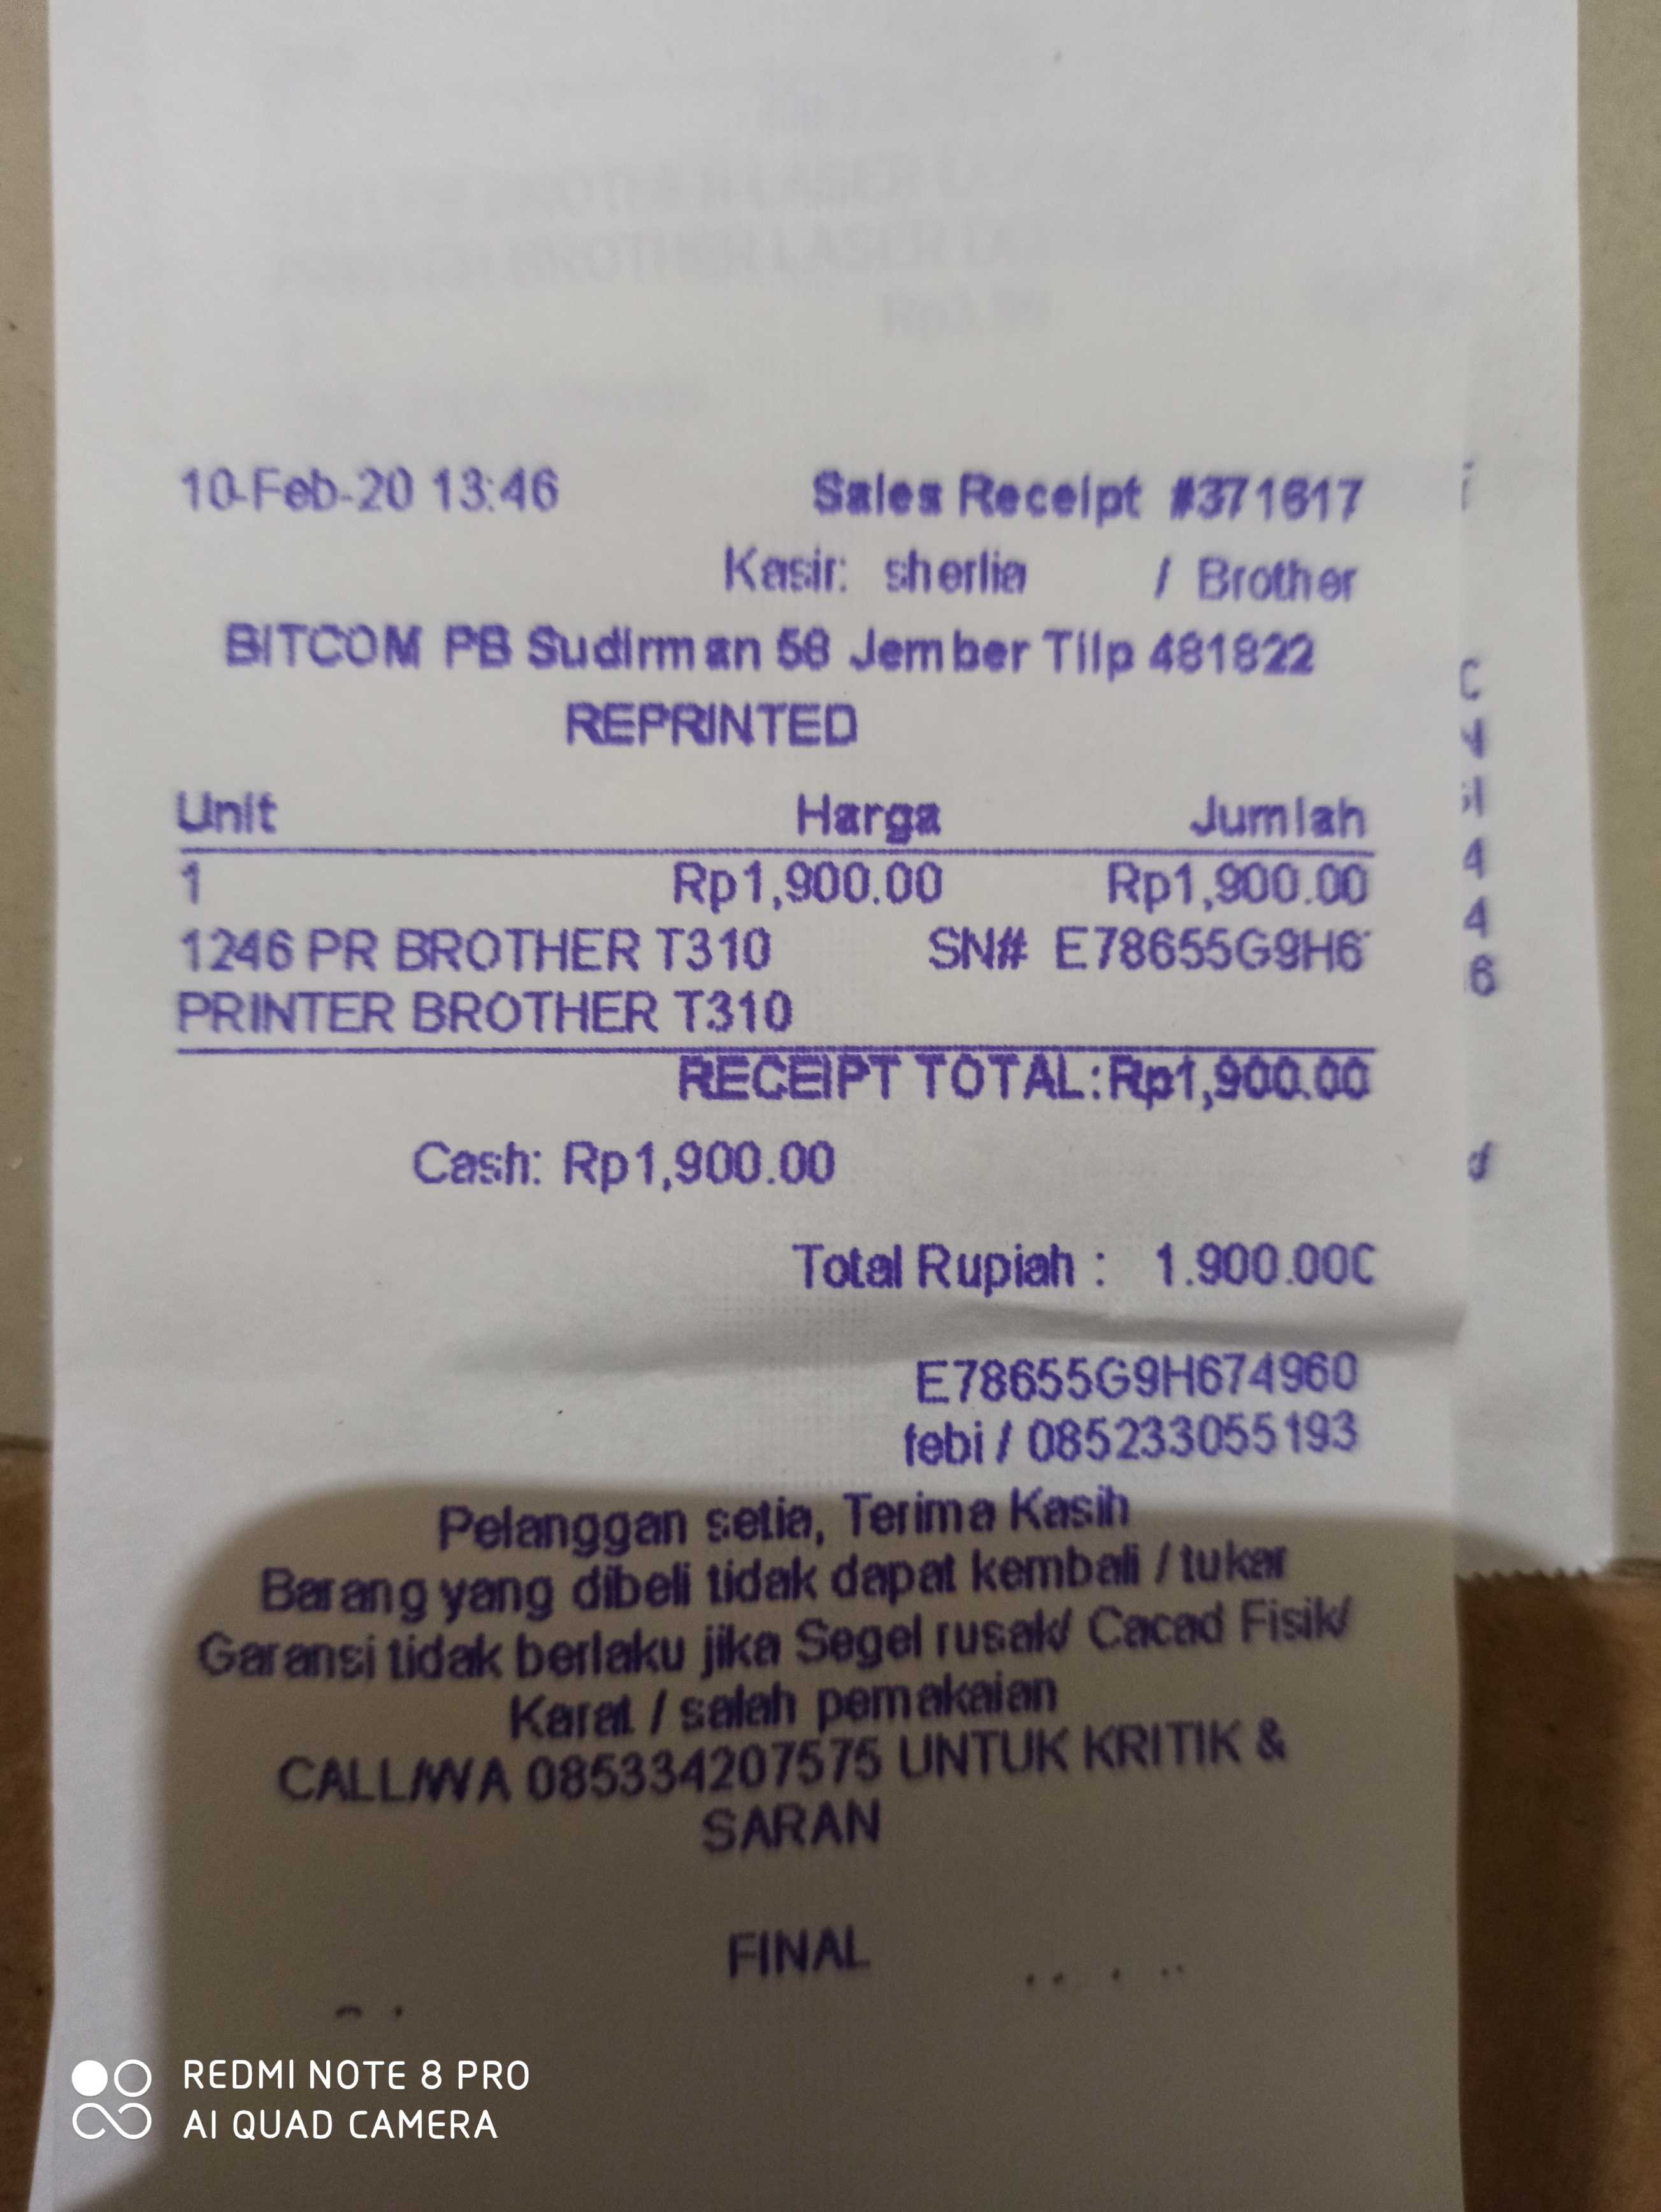 10-Feb-20 13:46 Sales Receipt #371617
Kasir: sherlia / Brother
BITCOM PB Sudirman Jember Tilp 481822
REPRINTED
Unit Harga Jumlah
1 Rp1,900.00 Rp1,900.00
1246 PR BROTHER T310 SN# E78655G9H6
PRINTER BROTHER T310
RECEIPT TOTAL:Rp1,900.00
Cash: Rp1,900.00
Total Rupiah : 1.900.00
E78655G9H674960
febi / 085233055193
Pelanggan setia, Terima Kasih
Barang yang dibeli tidak dapat kembali / tukar
Garansi tidak berlaku jika Segel rusak/ Cacad Fisik/
Karat / salah pemakaian
CALL/WA 085334207575 UNTUK KRITIK &
SARAN
FINAL
REDMI NOTE 8 PRO
AI QUAD CAMERA